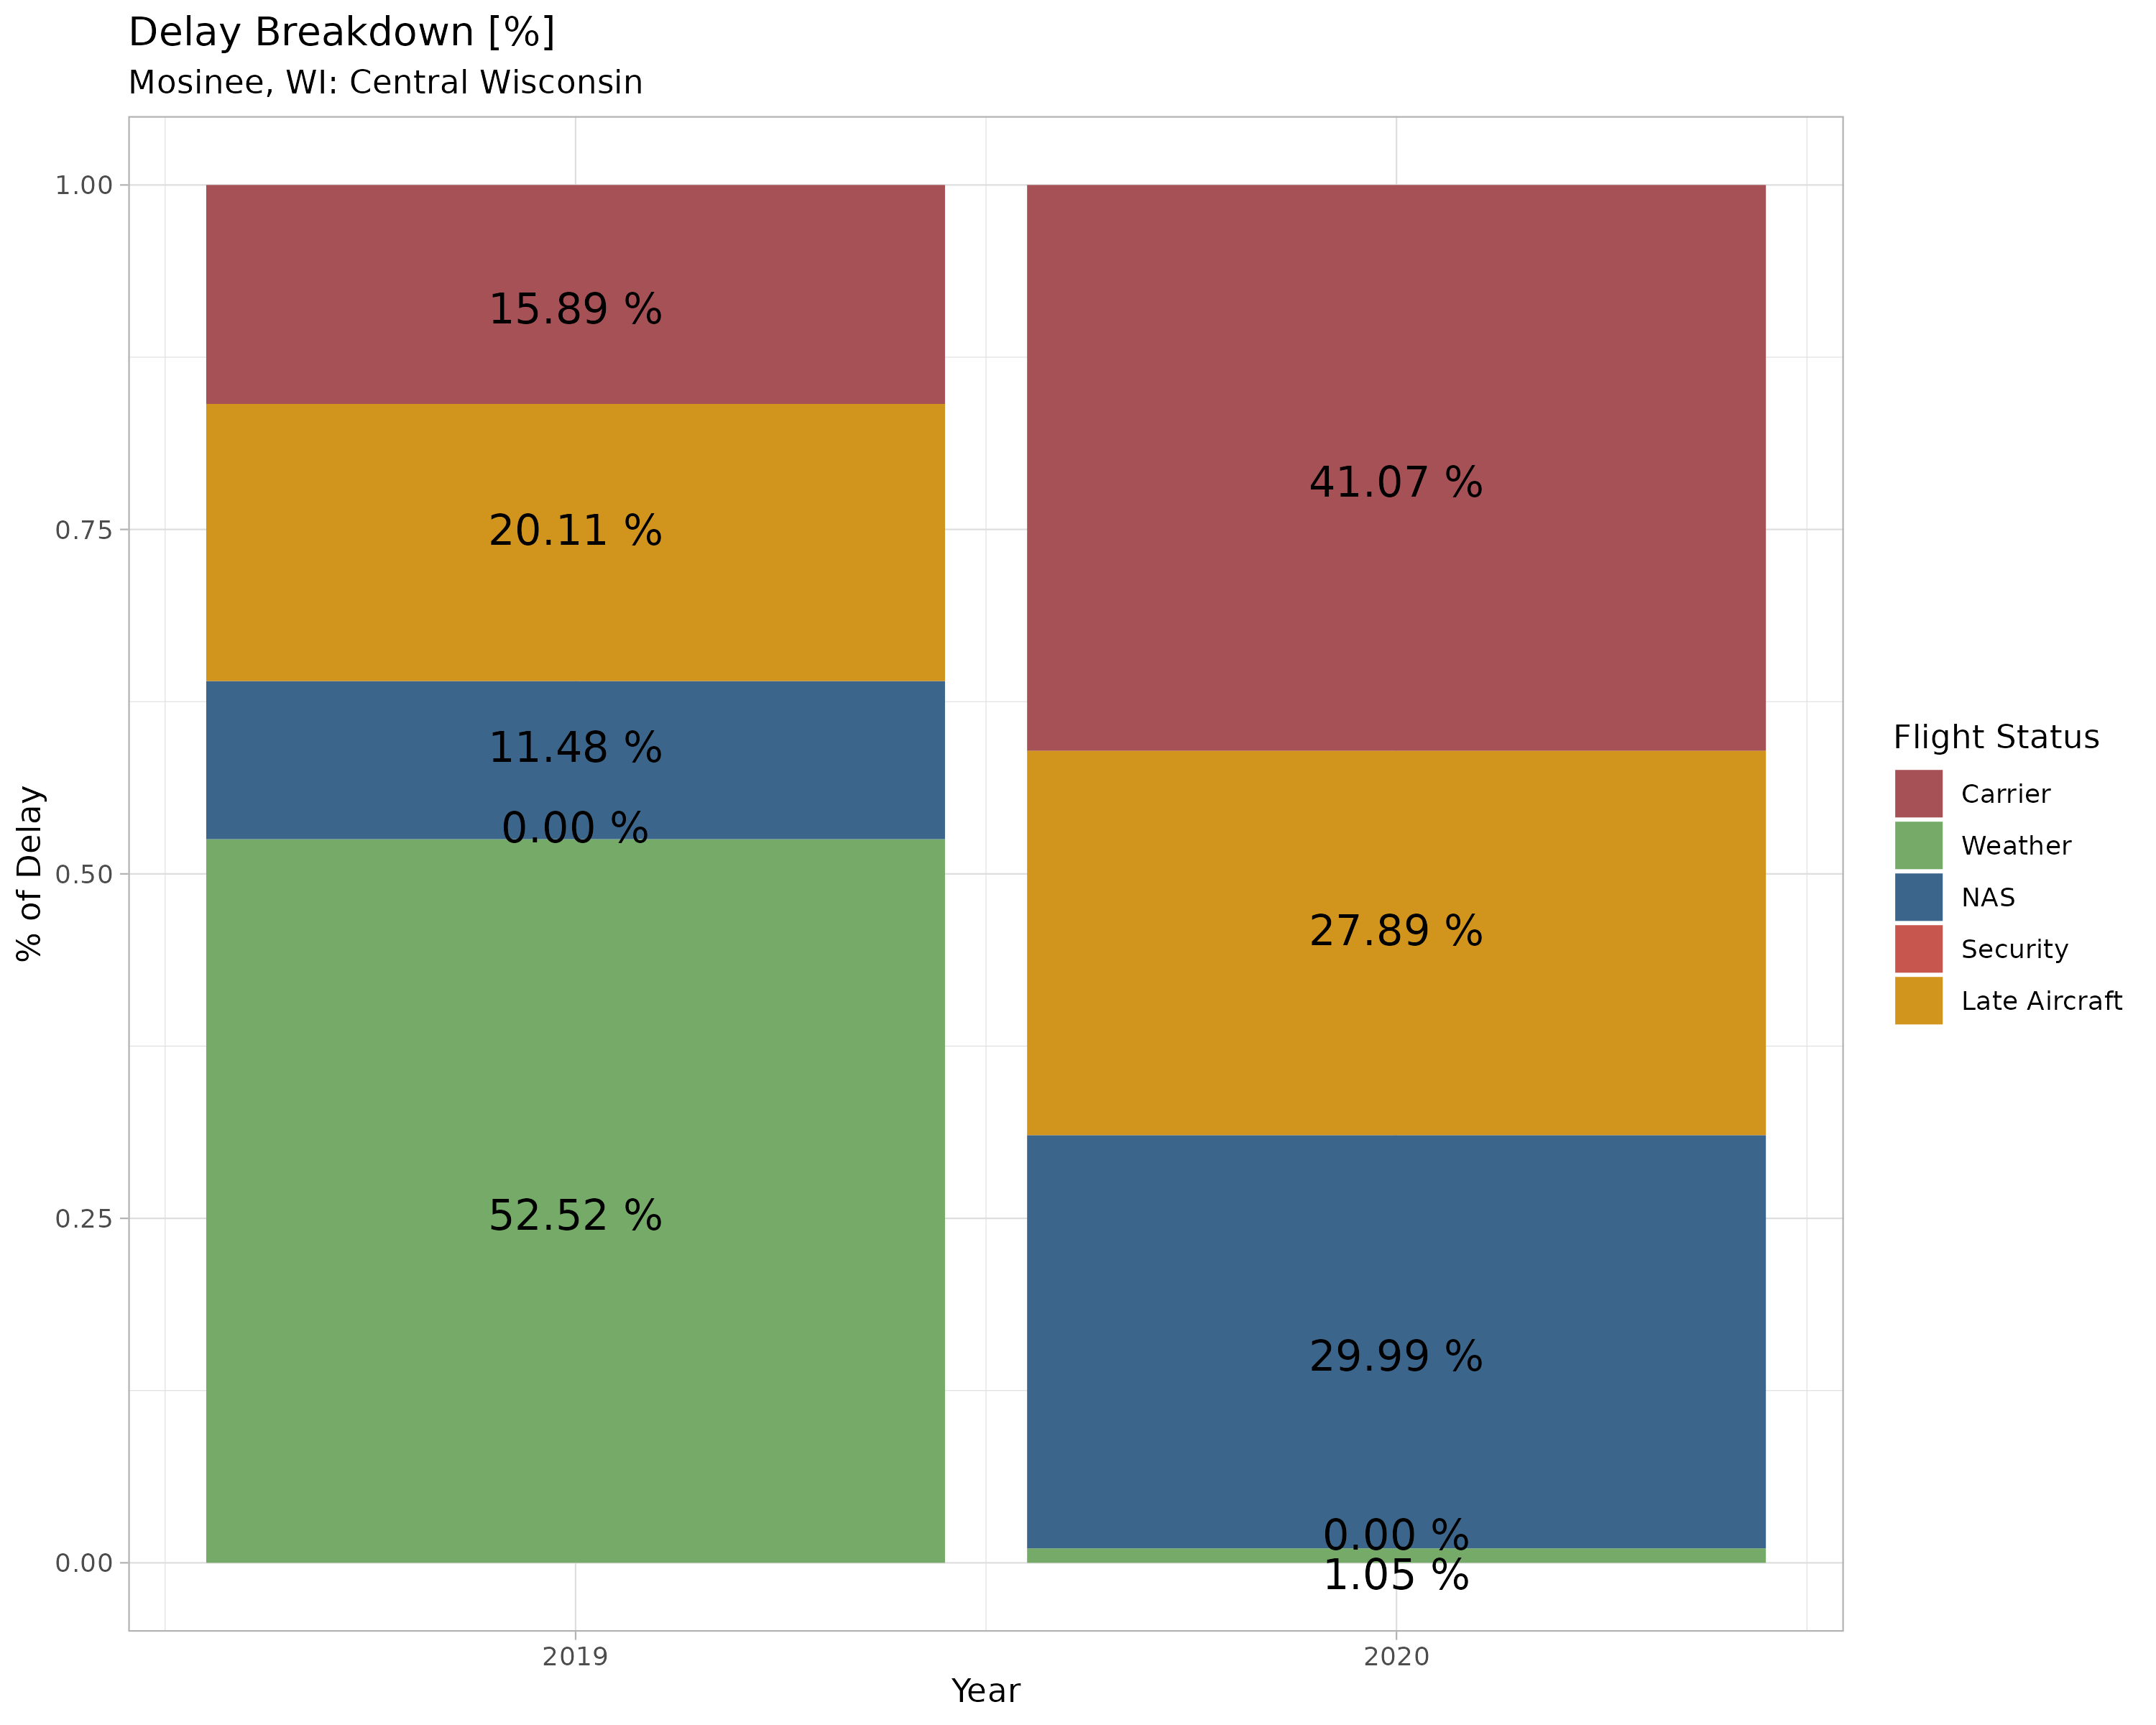 Delay Breakdown [%]
Mosinee, WI: Central Wisconsin
% of Delay
1.00
0.75
0.50
0.25
0.00
15.89 %
20.11 %
11.48 %
0.00 %
52.52 %
41.07 %
27.89 %
29.99 %
0.00 %
1.05 %
2019
2020
Year
Flight Status
Carrier
Weather
NAS
Security
Late Aircraft